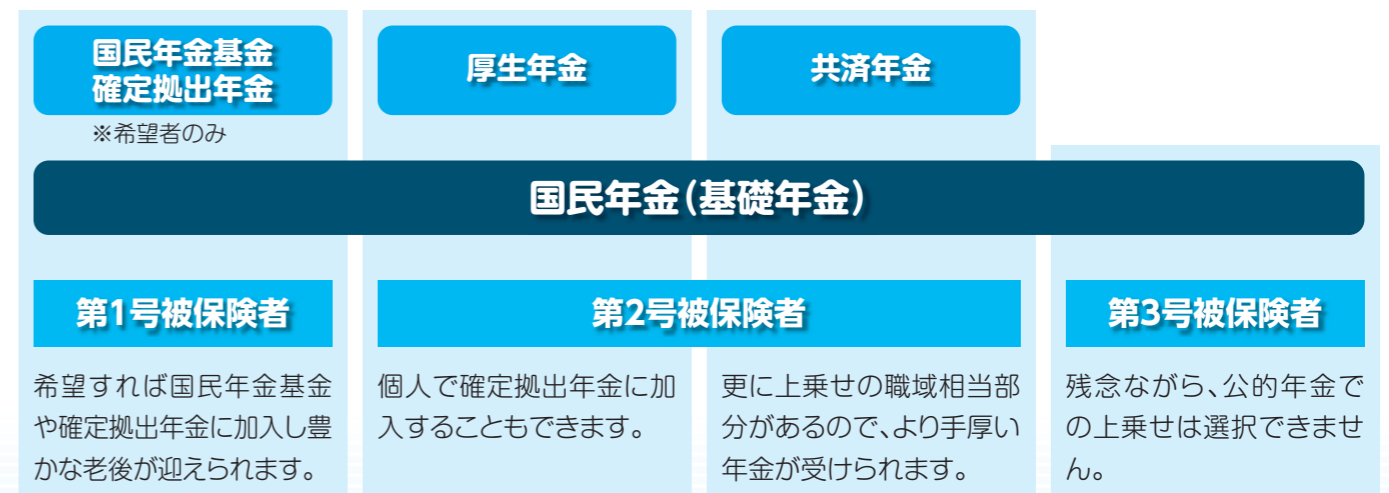 国民年金基金
確定拠出年金
※希望者のみ
厚生年金
共済年金
国民年金(基礎年金)
第1号被保険者
希望すれば国民年金基金
や確定拠出年金に加入し豊
かな老後が迎えられます。
第2号被保険者
個人で確定拠出年金に加
入することもできます。
更に上乗せの職域相当部
分があるので、より手厚い
年金が受けられます。
第3号被保険者
残念ながら、公的年金で
の上乗せは選択できませ
ん。